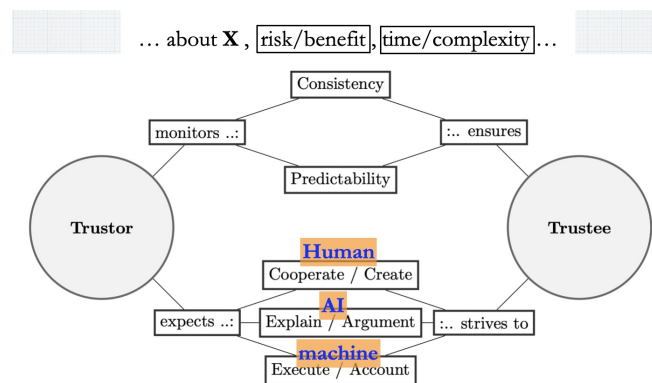 … about X , risk/benefit , time/complexity …
Consistency
monitors ..:
:.. ensures
Predictability
Trustor
Trustee
Human
Cooperate / Create
AI
expects ..:
Explain / Argument
:.. strives to
machine
Execute / Account